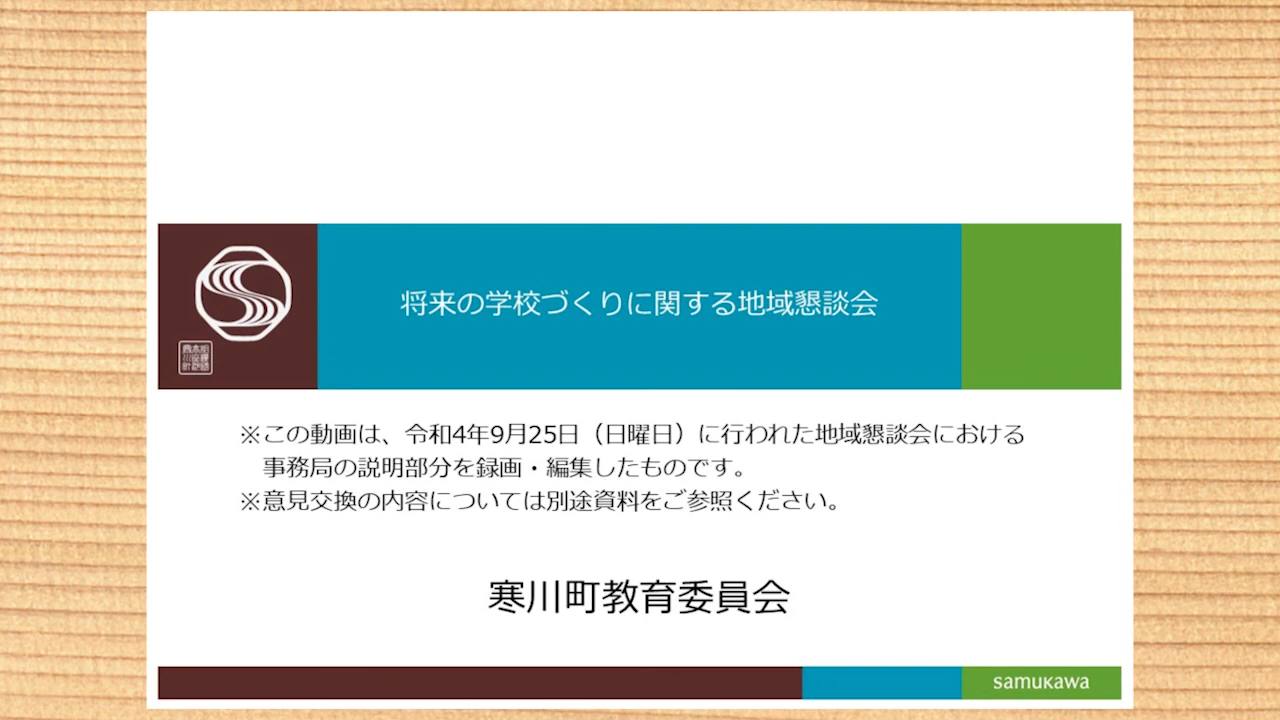 将来の学校づくりに関する地域懇談会
※この動画は、令和4年9月25日（日曜日）に行われた地域懇談会における
事務局の説明部分を録画・編集したものです。
※意見交換の内容については別途資料をご参照ください。
寒川町教育委員会
samukawa